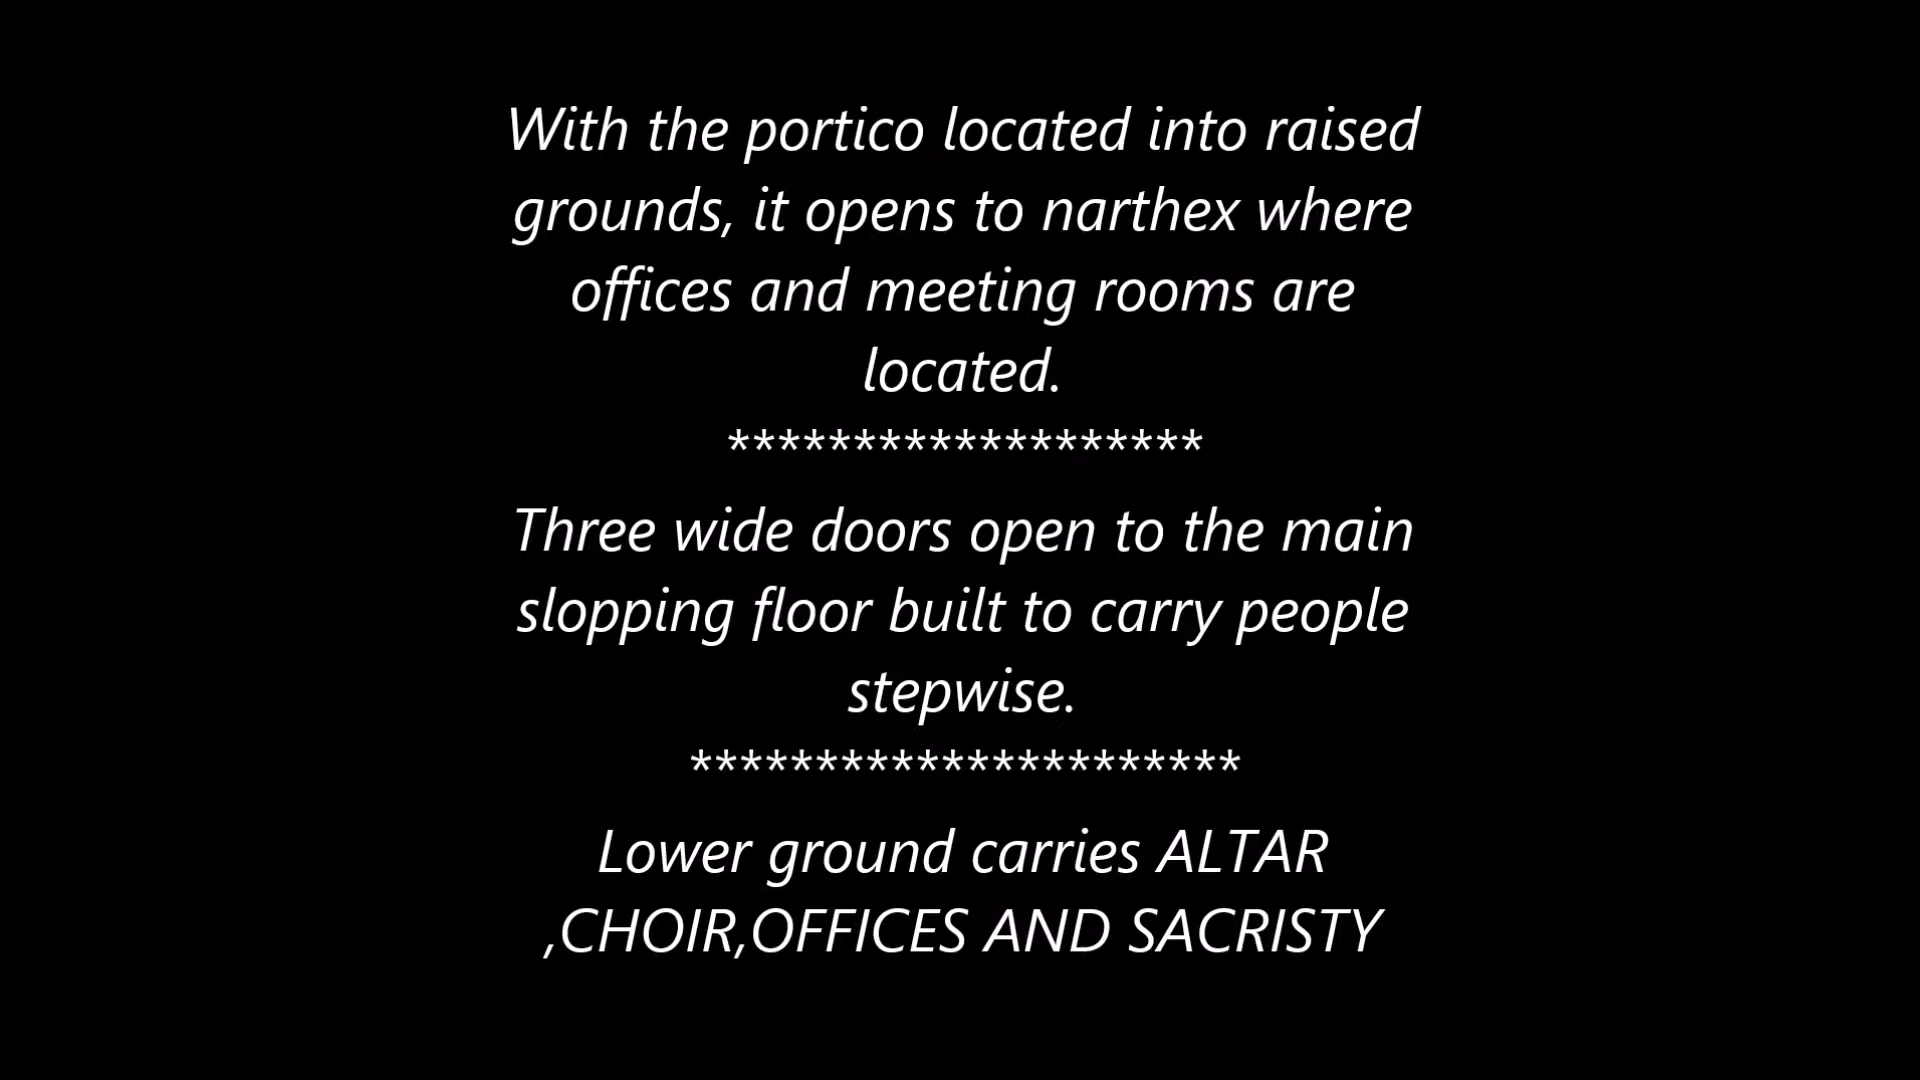 With the portico located into raised
grounds, it opens to narthex where
offices and meeting rooms are
located.
*******************
Three wide doors open to the main
slopping floor built to carry people
stepwise.
**********************
Lower ground carries ALTAR
,CHOIR,OFFICES AND SACRISTY